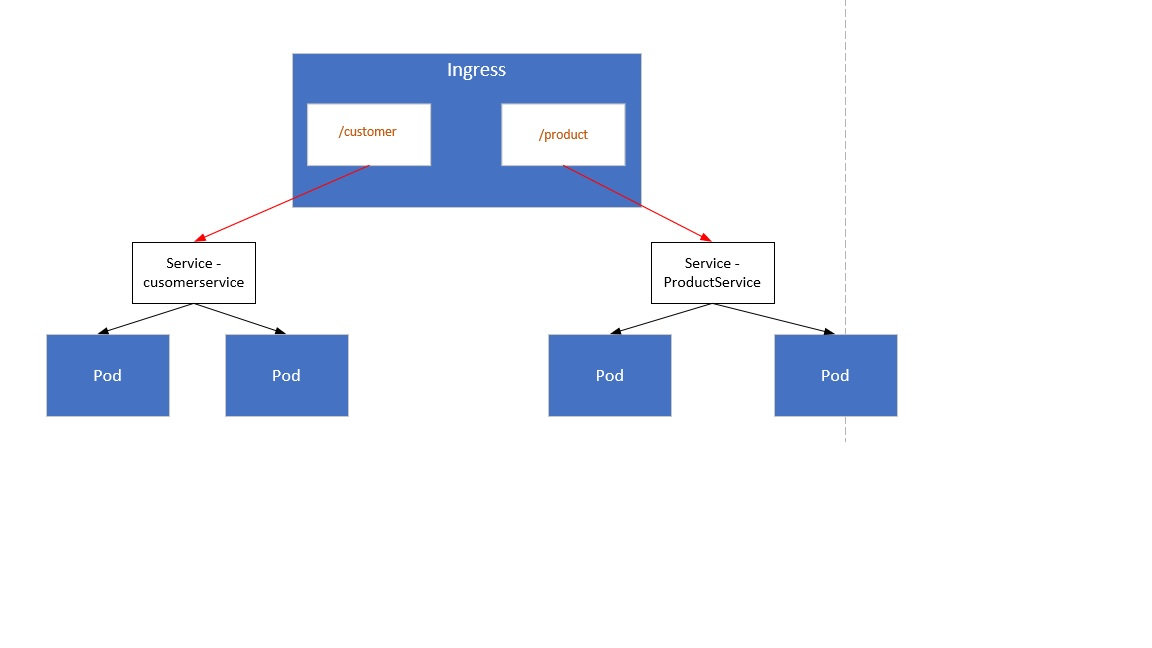 Ingress
/customer
/product
Service -
cusomerservice
Service -
ProductService
Pod
Pod
Pod
Pod